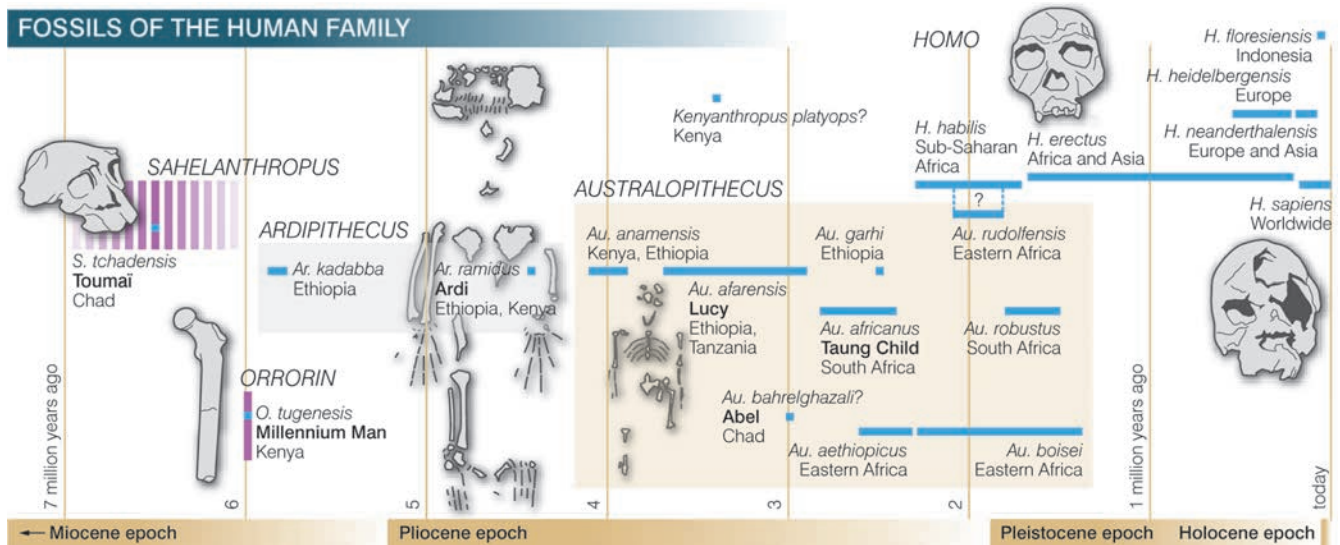 FOSSILS OF THE HUMAN FAMILY
HOMO
H. floresiensis
Indonesia
H. heidelbergensis
Europe
H. neanderthalensis
Europe and Asia
H. sapiens
Worldwide
Kenyanthropus platyops?
Kenya
H. habilis
Sub-Saharan
Africa
H. erectus
Africa and Asia
?
SAHELANTHROPUS
S. tchadensis
Toumaï
Chad
ARDIPITHECUS
Ar. kadabba
Ethiopia
Ar. ramidus
Ardi
Ethiopia, Kenya
AUSTRALOPITHECUS
Au. anamensis
Kenya, Ethiopia
Au. garhi
Ethiopia
Au. rudolfensis
Eastern Africa
Au. afarensis
Lucy
Ethiopia,
Tanzania
Au. africanus
Taung Child
South Africa
Au. robustus
South Africa
ORRORIN
O. tugenesis
Millennium Man
Kenya
Au. bahrelghazali?
Abel
Chad
Au. aethiopicus
Eastern Africa
Au. boisei
Eastern Africa
7 million years ago
6
5
4
3
2
1 million years ago
today
← Miocene epoch
Pliocene epoch
Pleistocene epoch
Holocene epoch